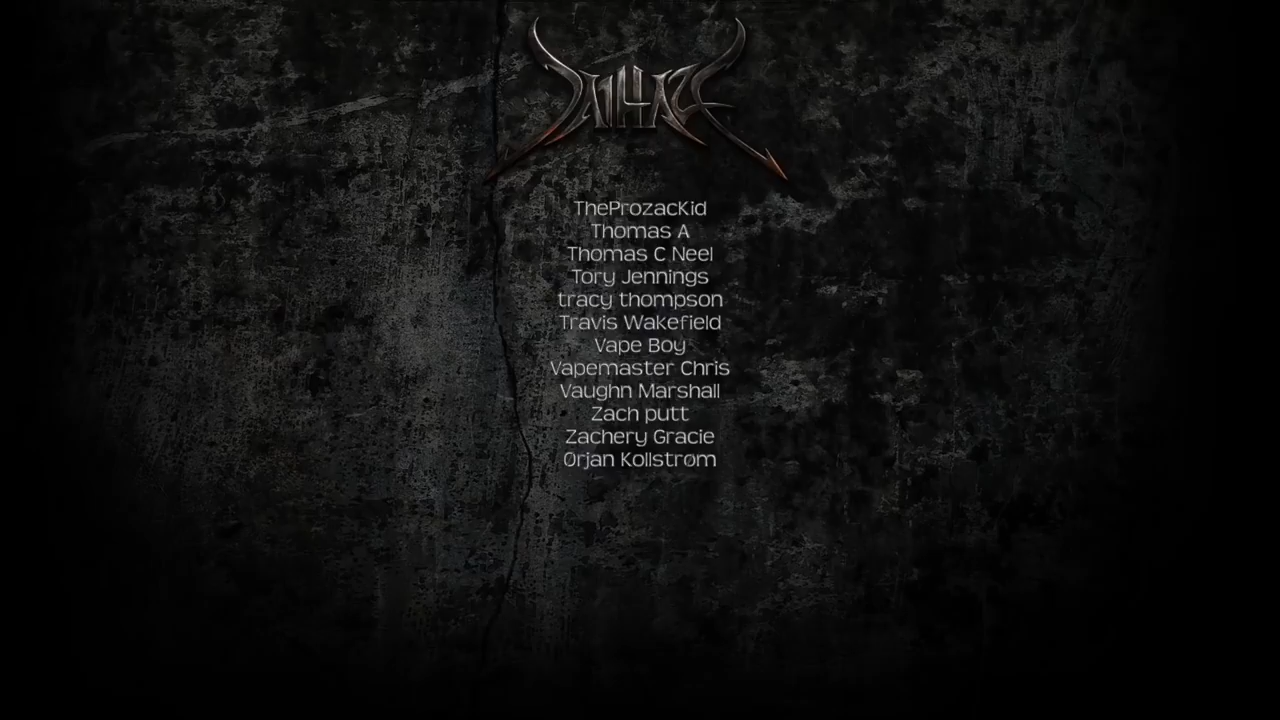 TheProzacKid
Thomas A
Thomas C Neel
Tory Jennings
tracy thompson
Travis Wakefield
Vape Boy
Vapemaster Chris
Vaughn Marshall
Zach putt
Zachery Gracie
Ørjan Kollstrøm